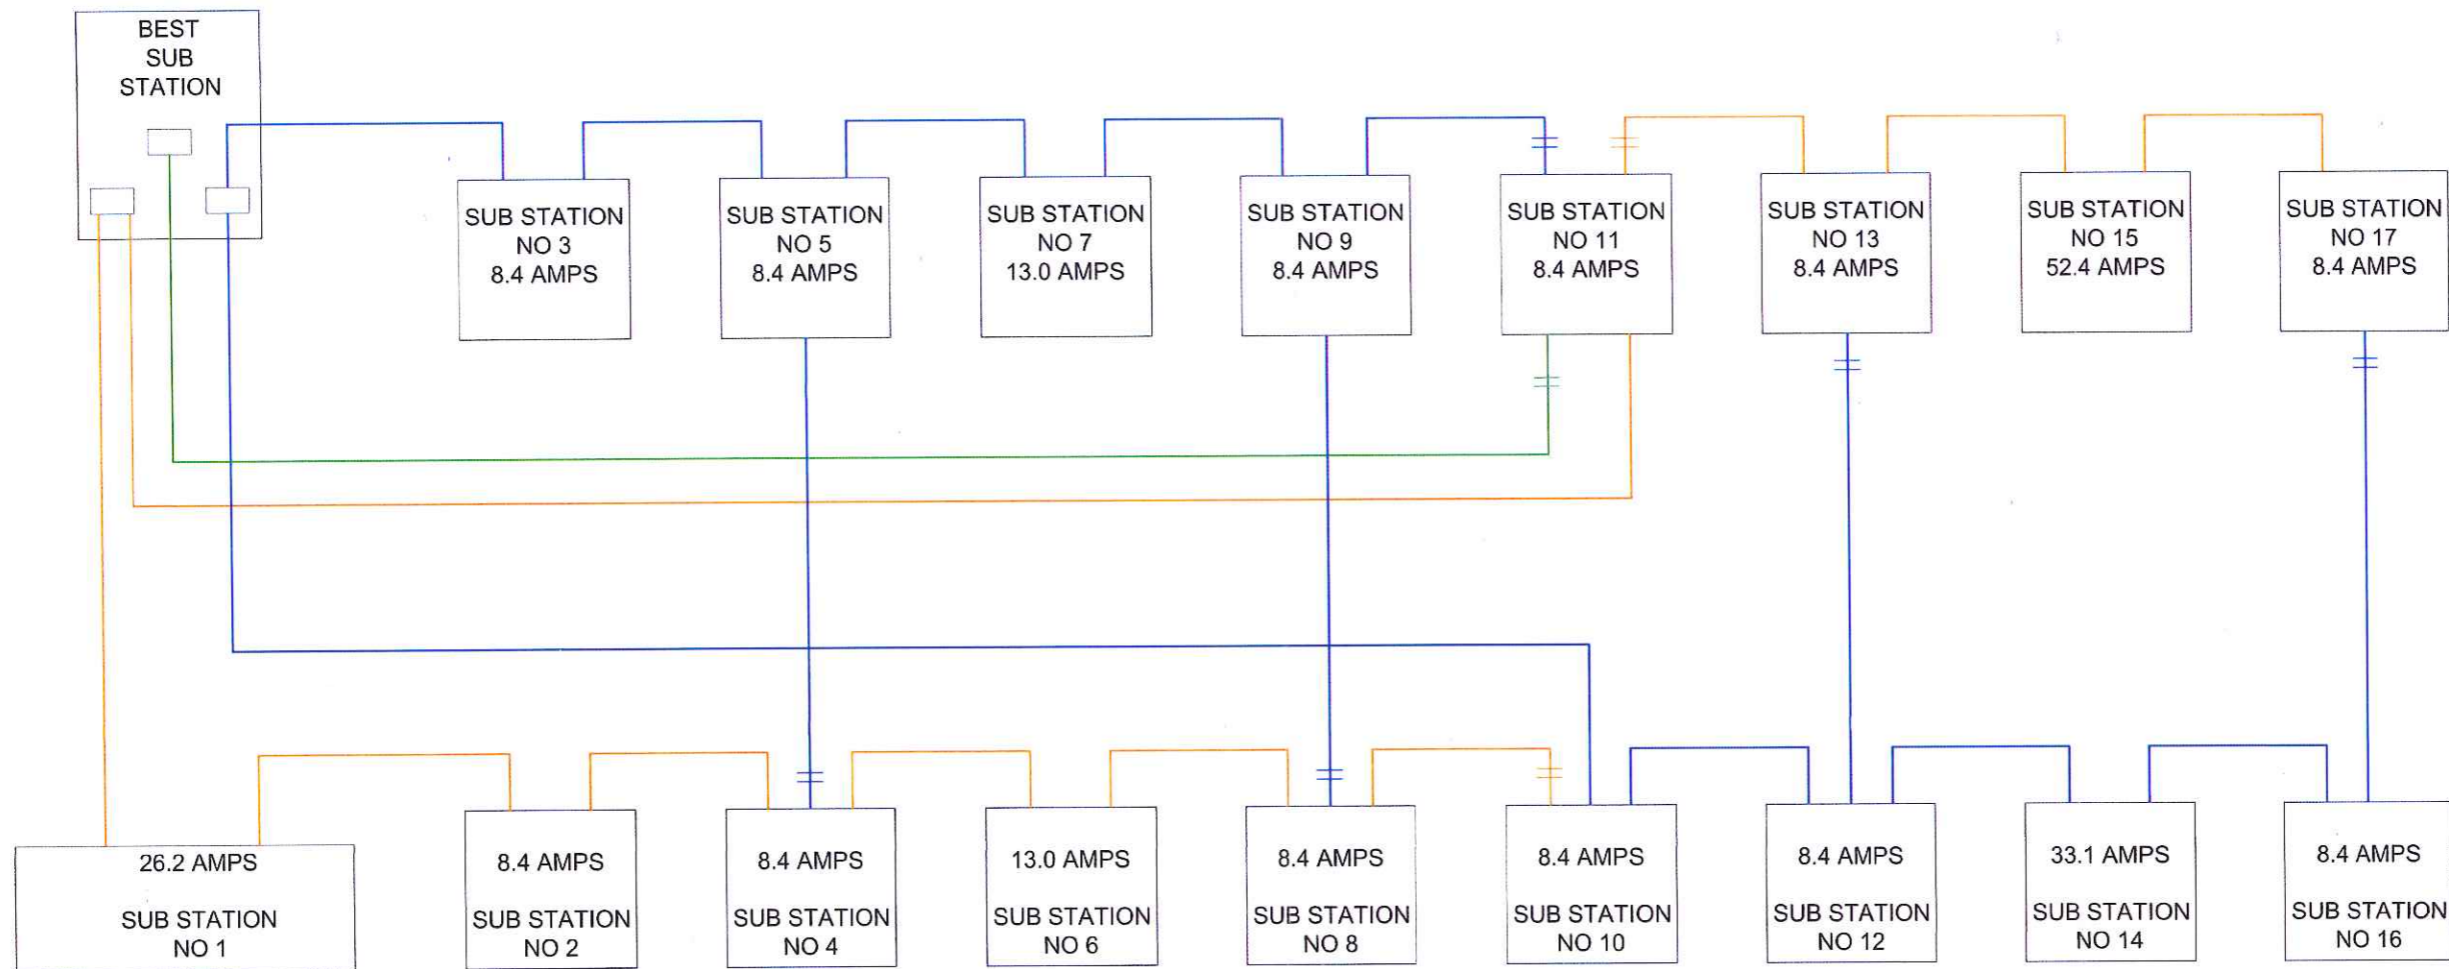 BEST
SUB
STATION
SUB STATION
NO 3
8.4 AMPS
SUB STATION
NO 5
8.4 AMPS
SUB STATION
NO 7
13.0 AMPS
SUB STATION
NO 9
8.4 AMPS
SUB STATION
NO 11
8.4 AMPS
SUB STATION
NO 13
8.4 AMPS
SUB STATION
NO 15
52.4 AMPS
SUB STATION
NO 17
8.4 AMPS
26.2 AMPS
SUB STATION
NO 1
8.4 AMPS
SUB STATION
NO 2
8.4 AMPS
SUB STATION
NO 4
13.0 AMPS
SUB STATION
NO 6
8.4 AMPS
SUB STATION
NO 8
8.4 AMPS
SUB STATION
NO 10
8.4 AMPS
SUB STATION
NO 12
33.1 AMPS
SUB STATION
NO 14
8.4 AMPS
SUB STATION
NO 16